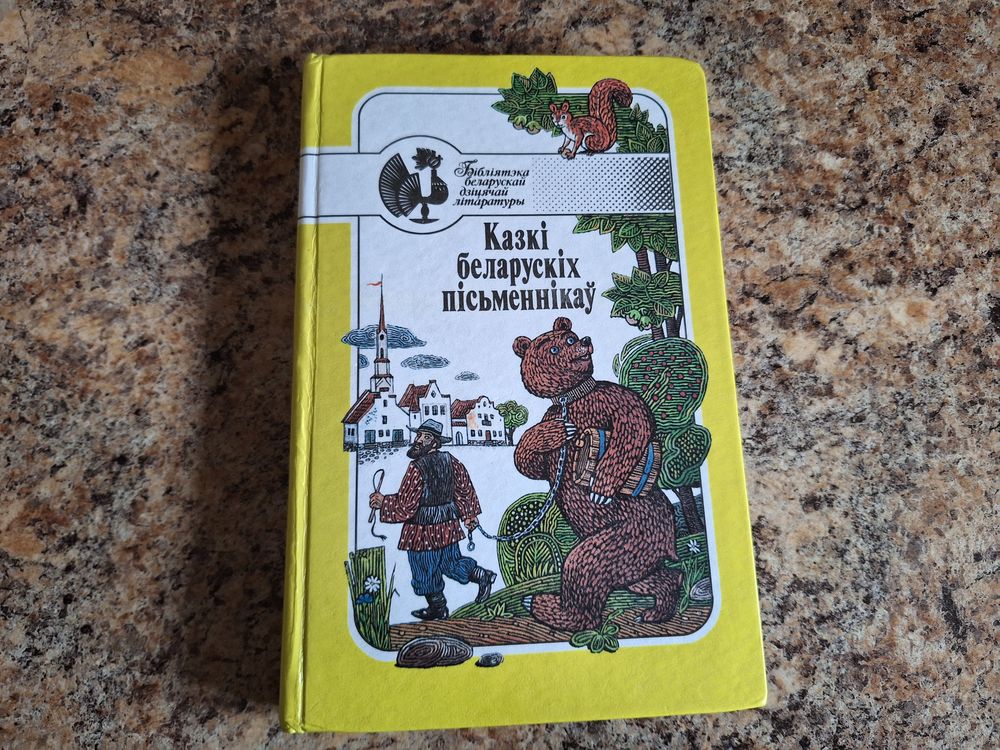 Бібліятэка
беларускай
дзіцячай
літаратуры
Казкі
беларускіх
пісьменнікаў